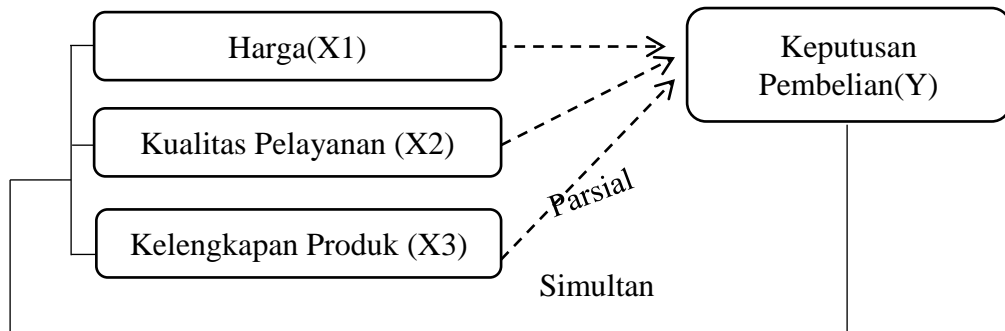 Harga(X1)
Keputusan
Pembelian(Y)
Kualitas Pelayanan (X2)
Parsial
Kelengkapan Produk (X3)
Simultan